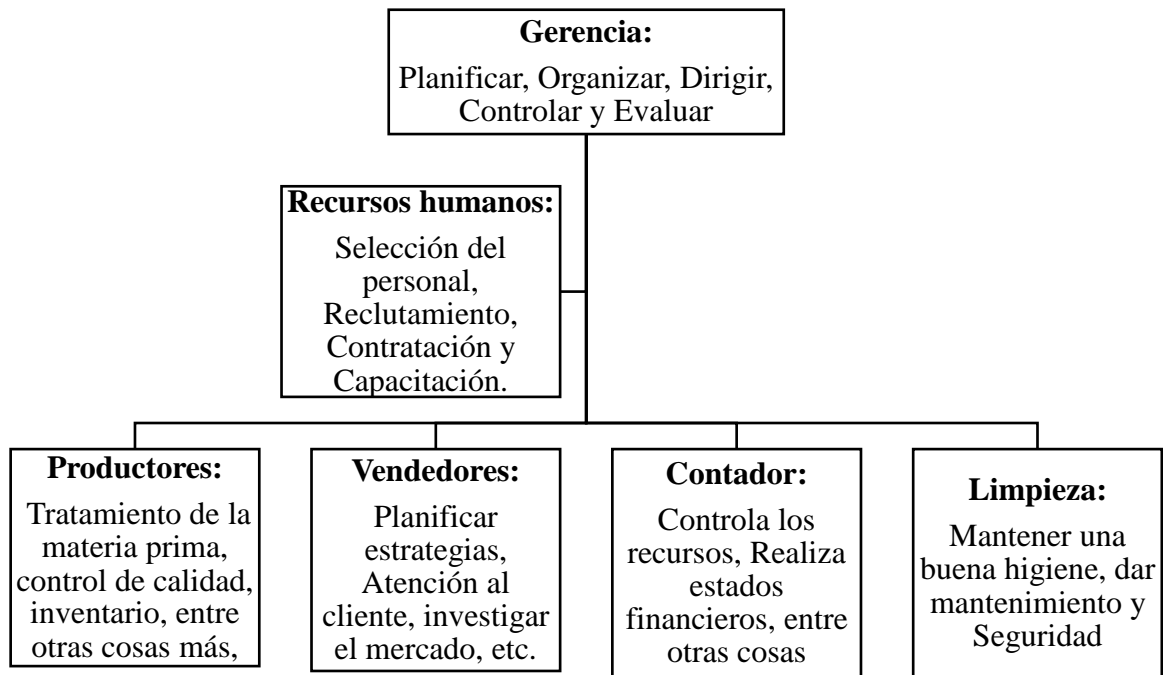 Gerencia:
Planificar, Organizar, Dirigir,
Controlar y Evaluar
Recursos humanos:
Selección del
personal,
Reclutamiento,
Contratación y
Capacitación.
Productores:
Tratamiento de la
materia prima,
control de calidad,
inventario, entre
otras cosas más,
Vendedores:
Planificar
estrategias,
Atención al
cliente, investigar
el mercado, etc.
Contador:
Controla los
recursos, Realiza
estados
financieros, entre
otras cosas
Limpieza:
Mantener una
buena higiene, dar
mantenimiento y
Seguridad